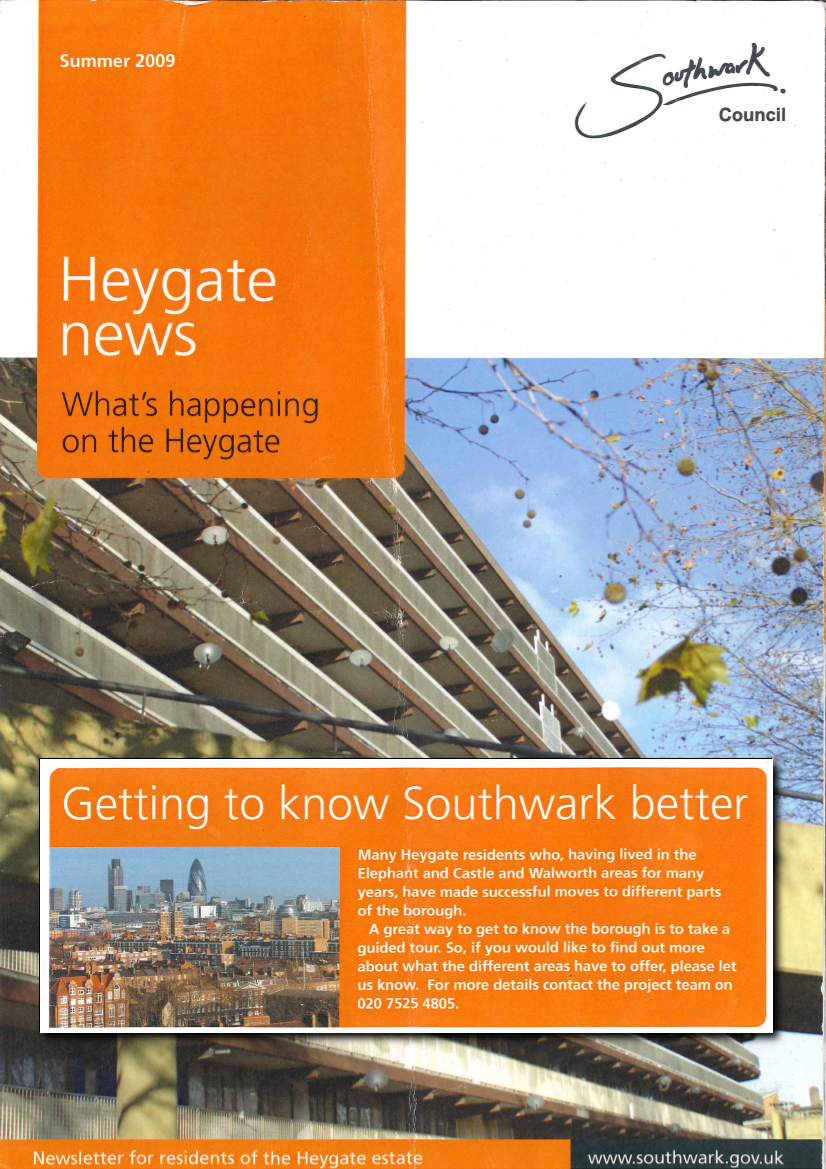 Summer 2009
Southwark
Council
Heygate
news
What's happening
on the Heygate
Getting to know Southwark better
Many Heygate residents who, having lived in the
Elephant and Castle and Walworth areas for many
years, have made successful moves to different parts
of the borough.
A great way to get to know the borough is to take a
guided tour. So, if you would like to find out more
about what the different areas have to offer, please let
us know. For more details contact the project team on
020 7525 4805.
Newsletter for residents of the Heygate estate
www.southwark.gov.uk